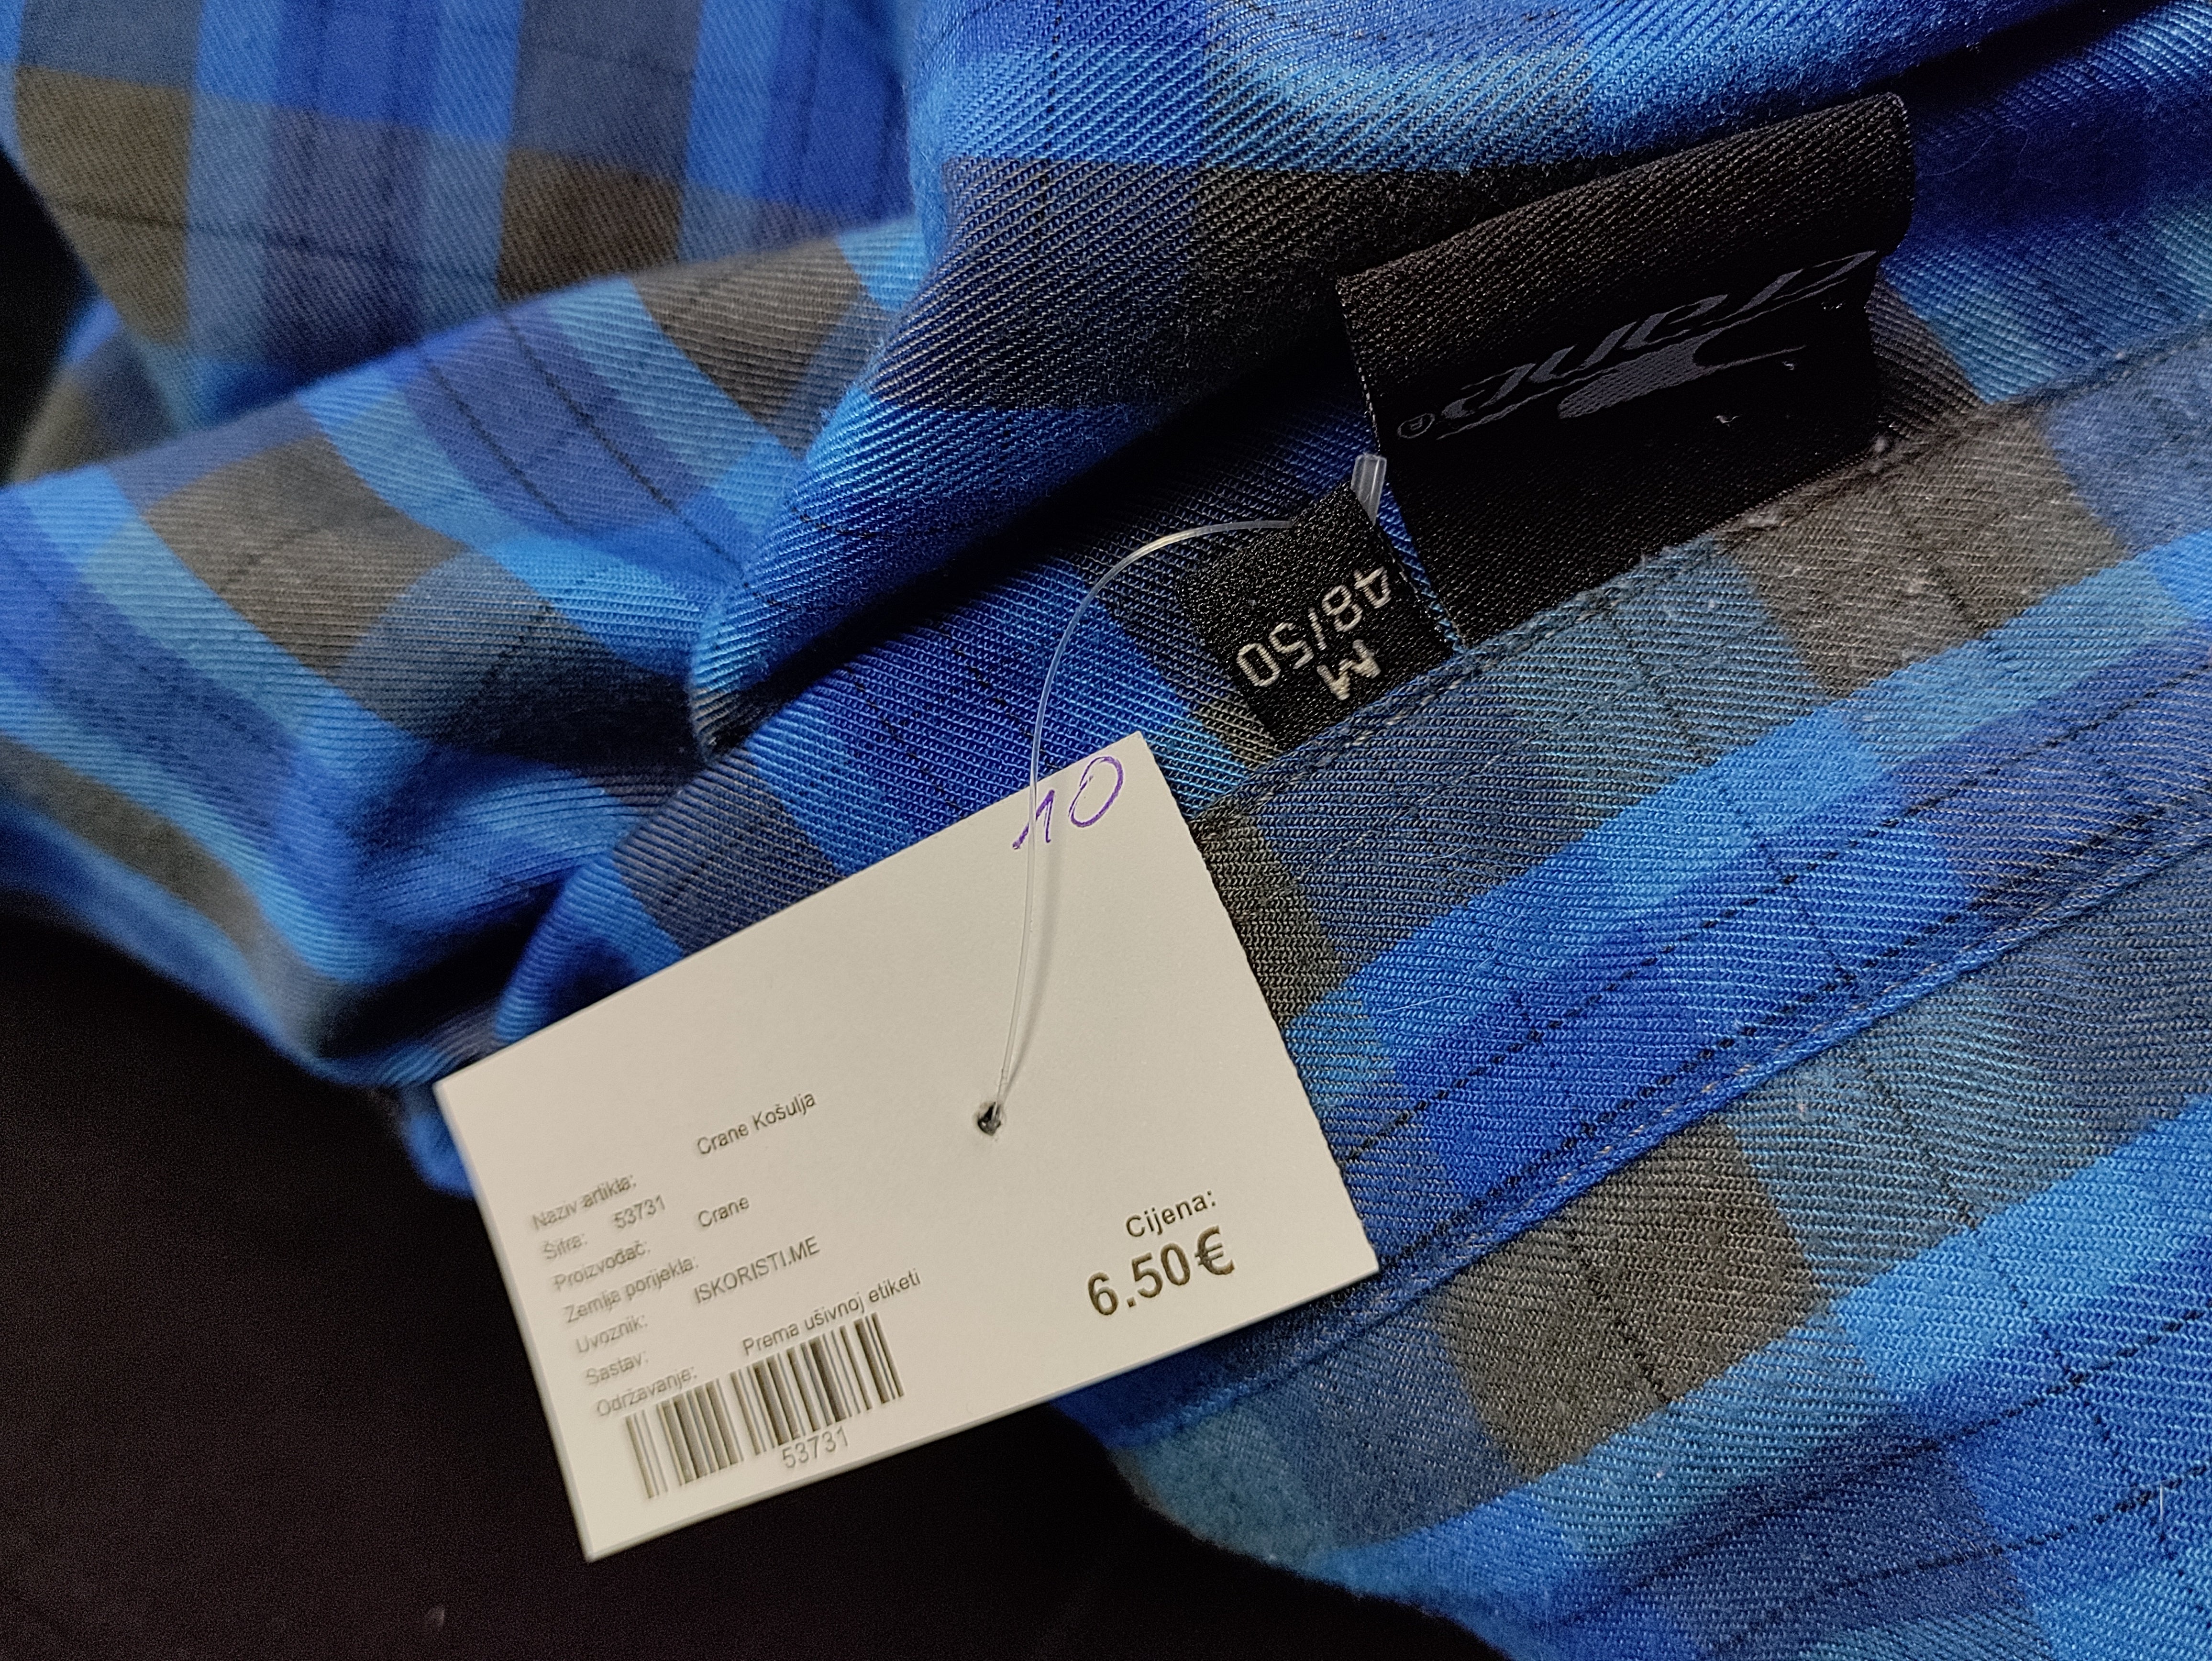 Crane®
M
48/50
10
Naziv artikla: Crane Košulja
Šifra: 53731
Proizvođač: Crane
Zemlja porijekla:
Uvoznik: ISKORISTI.ME
Sastav:
Održavanje: Prema ušivnoj etiketi
53731
Cijena:
6.50€